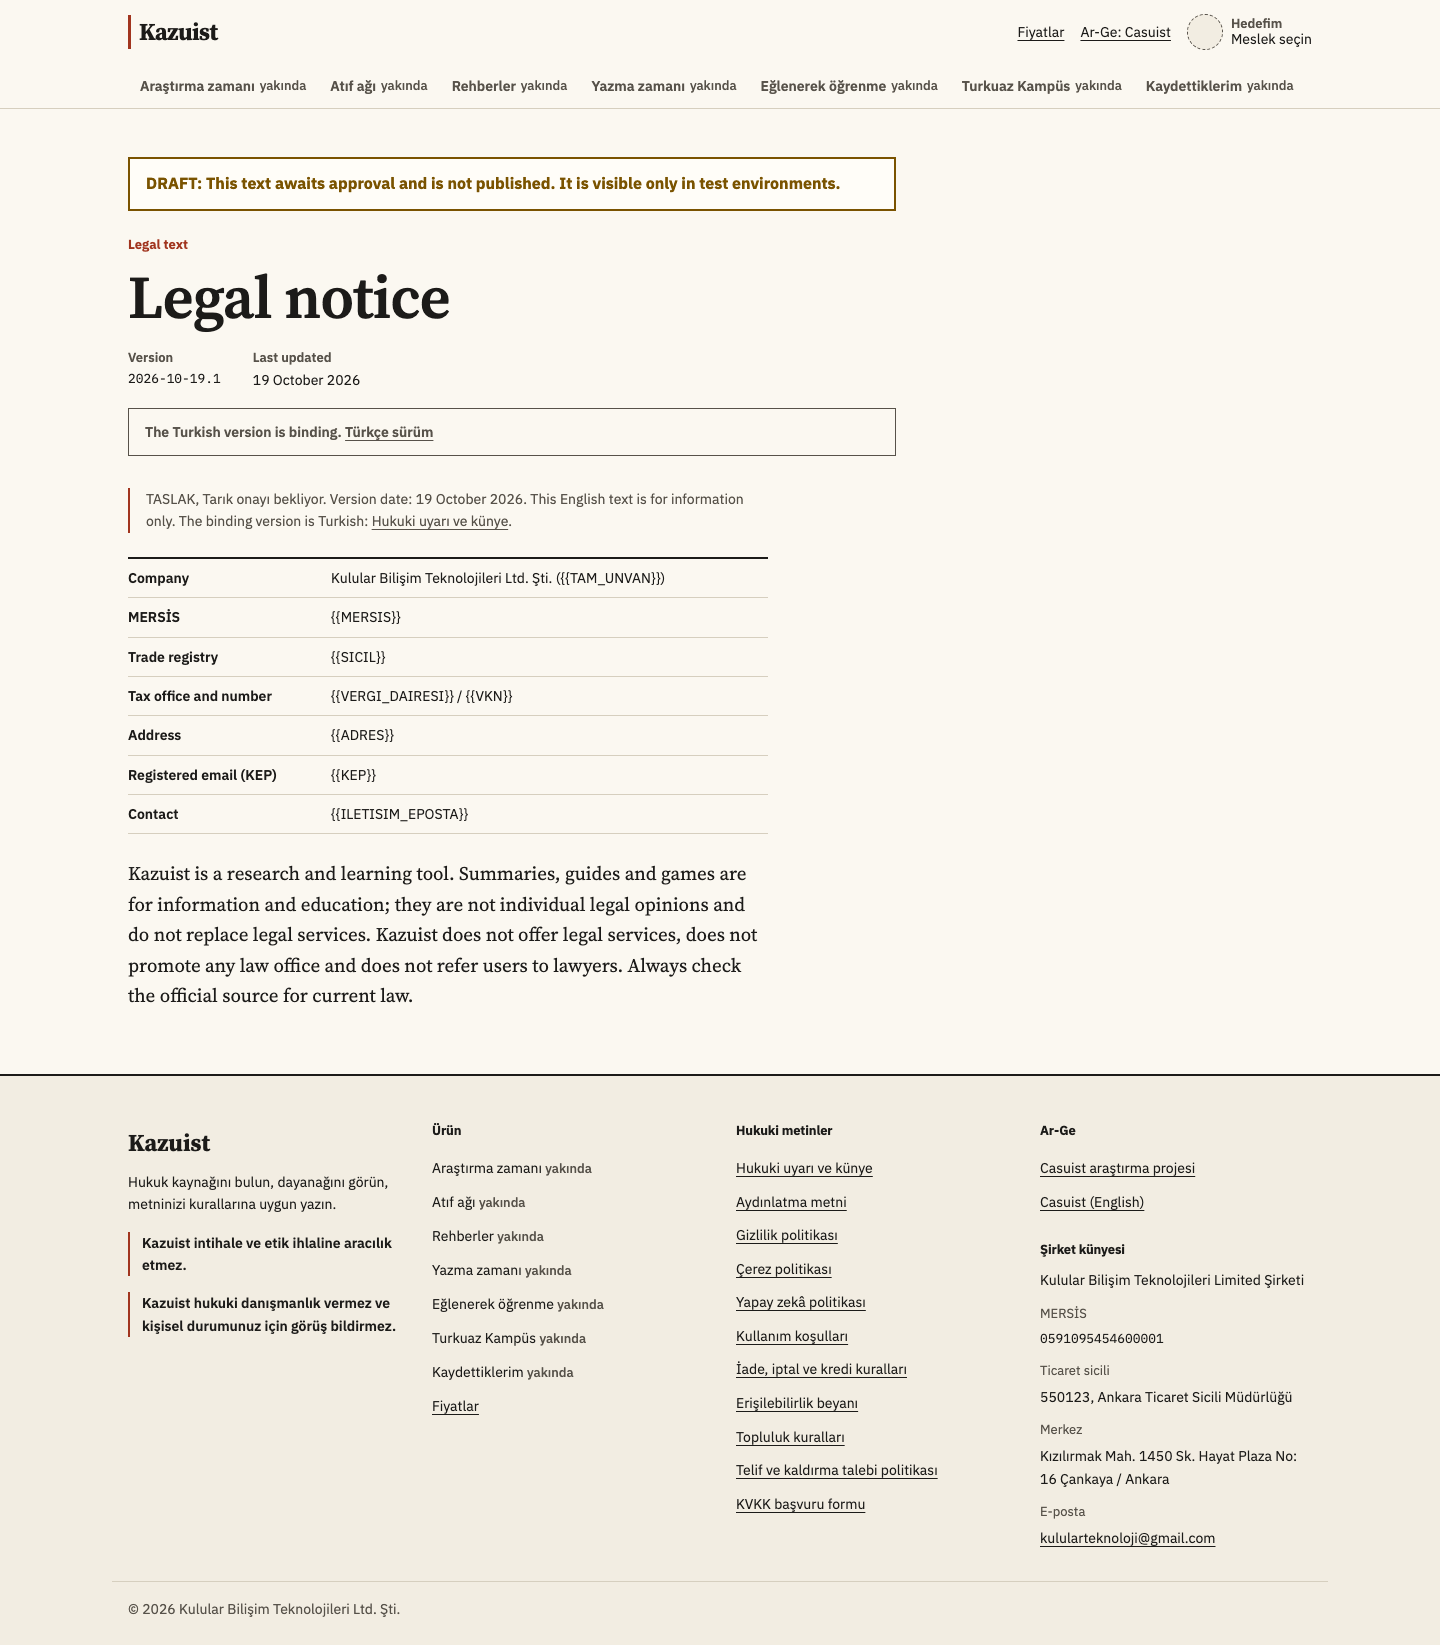 Kazuist
Fiyatlar Ar-Ge: Casuist Hedefim
Meslek seçin
Araştırma zamanı yakında Atıf ağı yakında Rehberler yakında Yazma zamanı yakında Eğlenerek öğrenme yakında Turkuaz Kampüs yakında Kaydettiklerim yakında
DRAFT: This text awaits approval and is not published. It is visible only in test environments.
Legal text
Legal notice
Version Last updated
2026-10-19.1 19 October 2026
The Turkish version is binding. Türkçe sürüm
TASLAK, Tarık onayı bekliyor. Version date: 19 October 2026. This English text is for information
only. The binding version is Turkish: Hukuki uyarı ve künye.
Company Kulular Bilişim Teknolojileri Ltd. Şti. ({{TAM_UNVAN}})
MERSİS {{MERSIS}}
Trade registry {{SICIL}}
Tax office and number {{VERGI_DAIRESI}} / {{VKN}}
Address {{ADRES}}
Registered email (KEP) {{KEP}}
Contact {{ILETISIM_EPOSTA}}
Kazuist is a research and learning tool. Summaries, guides and games are
for information and education; they are not individual legal opinions and
do not replace legal services. Kazuist does not offer legal services, does not
promote any law office and does not refer users to lawyers. Always check
the official source for current law.
Kazuist
Hukuk kaynağını bulun, dayanağını görün,
metninizi kurallarına uygun yazın.
Kazuist intihale ve etik ihlaline aracılık
etmez.
Kazuist hukuki danışmanlık vermez ve
kişisel durumunuz için görüş bildirmez.
Ürün
Araştırma zamanı yakında
Atıf ağı yakında
Rehberler yakında
Yazma zamanı yakında
Eğlenerek öğrenme yakında
Turkuaz Kampüs yakında
Kaydettiklerim yakında
Fiyatlar
Hukuki metinler
Hukuki uyarı ve künye
Aydınlatma metni
Gizlilik politikası
Çerez politikası
Yapay zekâ politikası
Kullanım koşulları
İade, iptal ve kredi kuralları
Erişilebilirlik beyanı
Topluluk kuralları
Telif ve kaldırma talebi politikası
KVKK başvuru formu
Ar-Ge
Casuist araştırma projesi
Casuist (English)
Şirket künyesi
Kulular Bilişim Teknolojileri Limited Şirketi
MERSİS
0591095454600001
Ticaret sicili
550123, Ankara Ticaret Sicili Müdürlüğü
Merkez
Kızılırmak Mah. 1450 Sk. Hayat Plaza No:
16 Çankaya / Ankara
E-posta
kulularteknoloji@gmail.com
© 2026 Kulular Bilişim Teknolojileri Ltd. Şti.